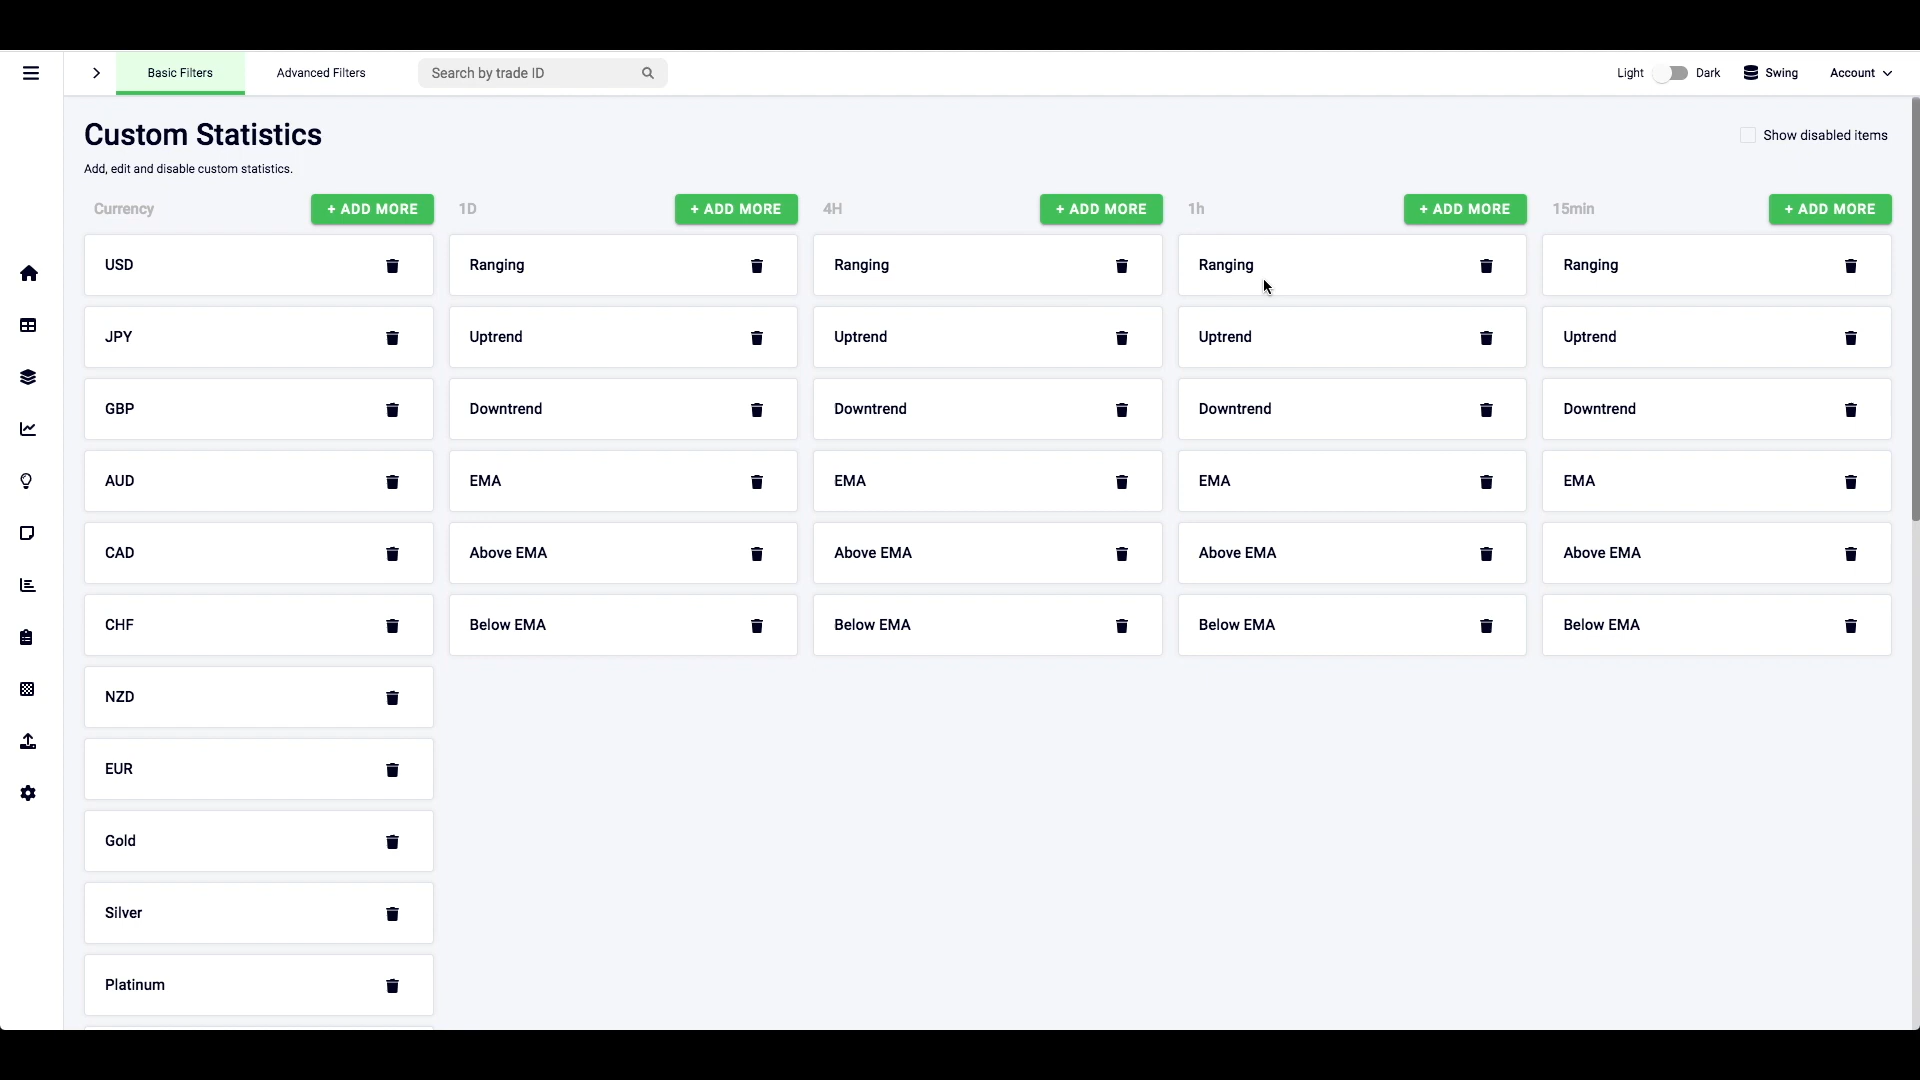 Basic Filters Advanced Filters Search by trade ID Light Dark Swing Account
Custom Statistics
Show disabled items
Add, edit and disable custom statistics.
Currency + ADD MORE 1D + ADD MORE 4H + ADD MORE 1h + ADD MORE 15min + ADD MORE
USD Ranging Ranging Ranging Ranging
JPY Uptrend Uptrend Uptrend Uptrend
GBP Downtrend Downtrend Downtrend Downtrend
AUD EMA EMA EMA EMA
CAD Above EMA Above EMA Above EMA Above EMA
CHF Below EMA Below EMA Below EMA Below EMA
NZD
EUR
Gold
Silver
Platinum